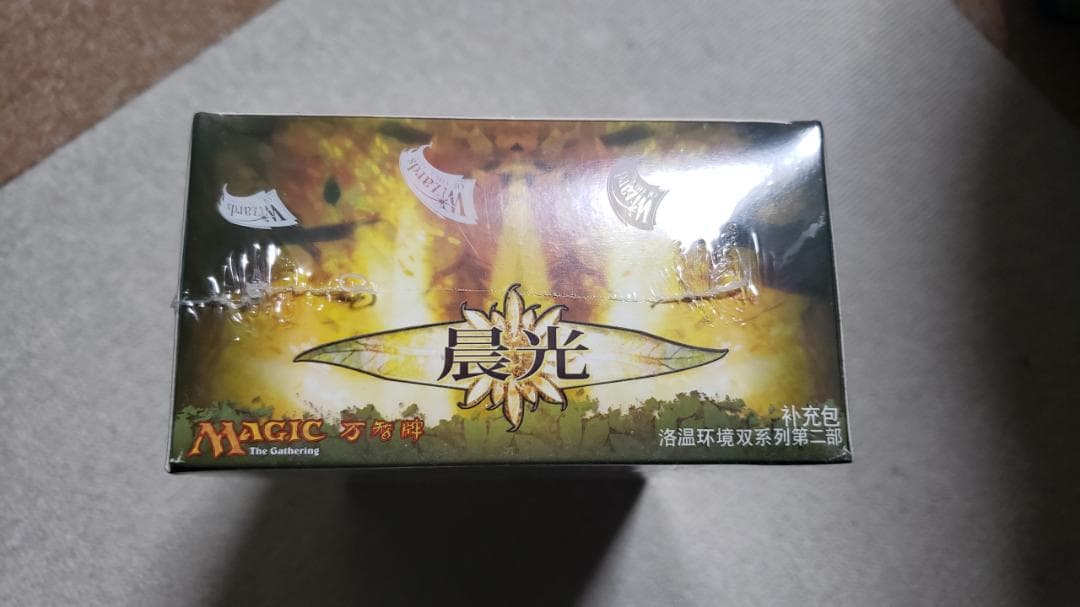 Wizards
Wizards
Wizards
晨光
MAGIC 万智牌
The Gathering
补充包
洛温环境双系列第二部